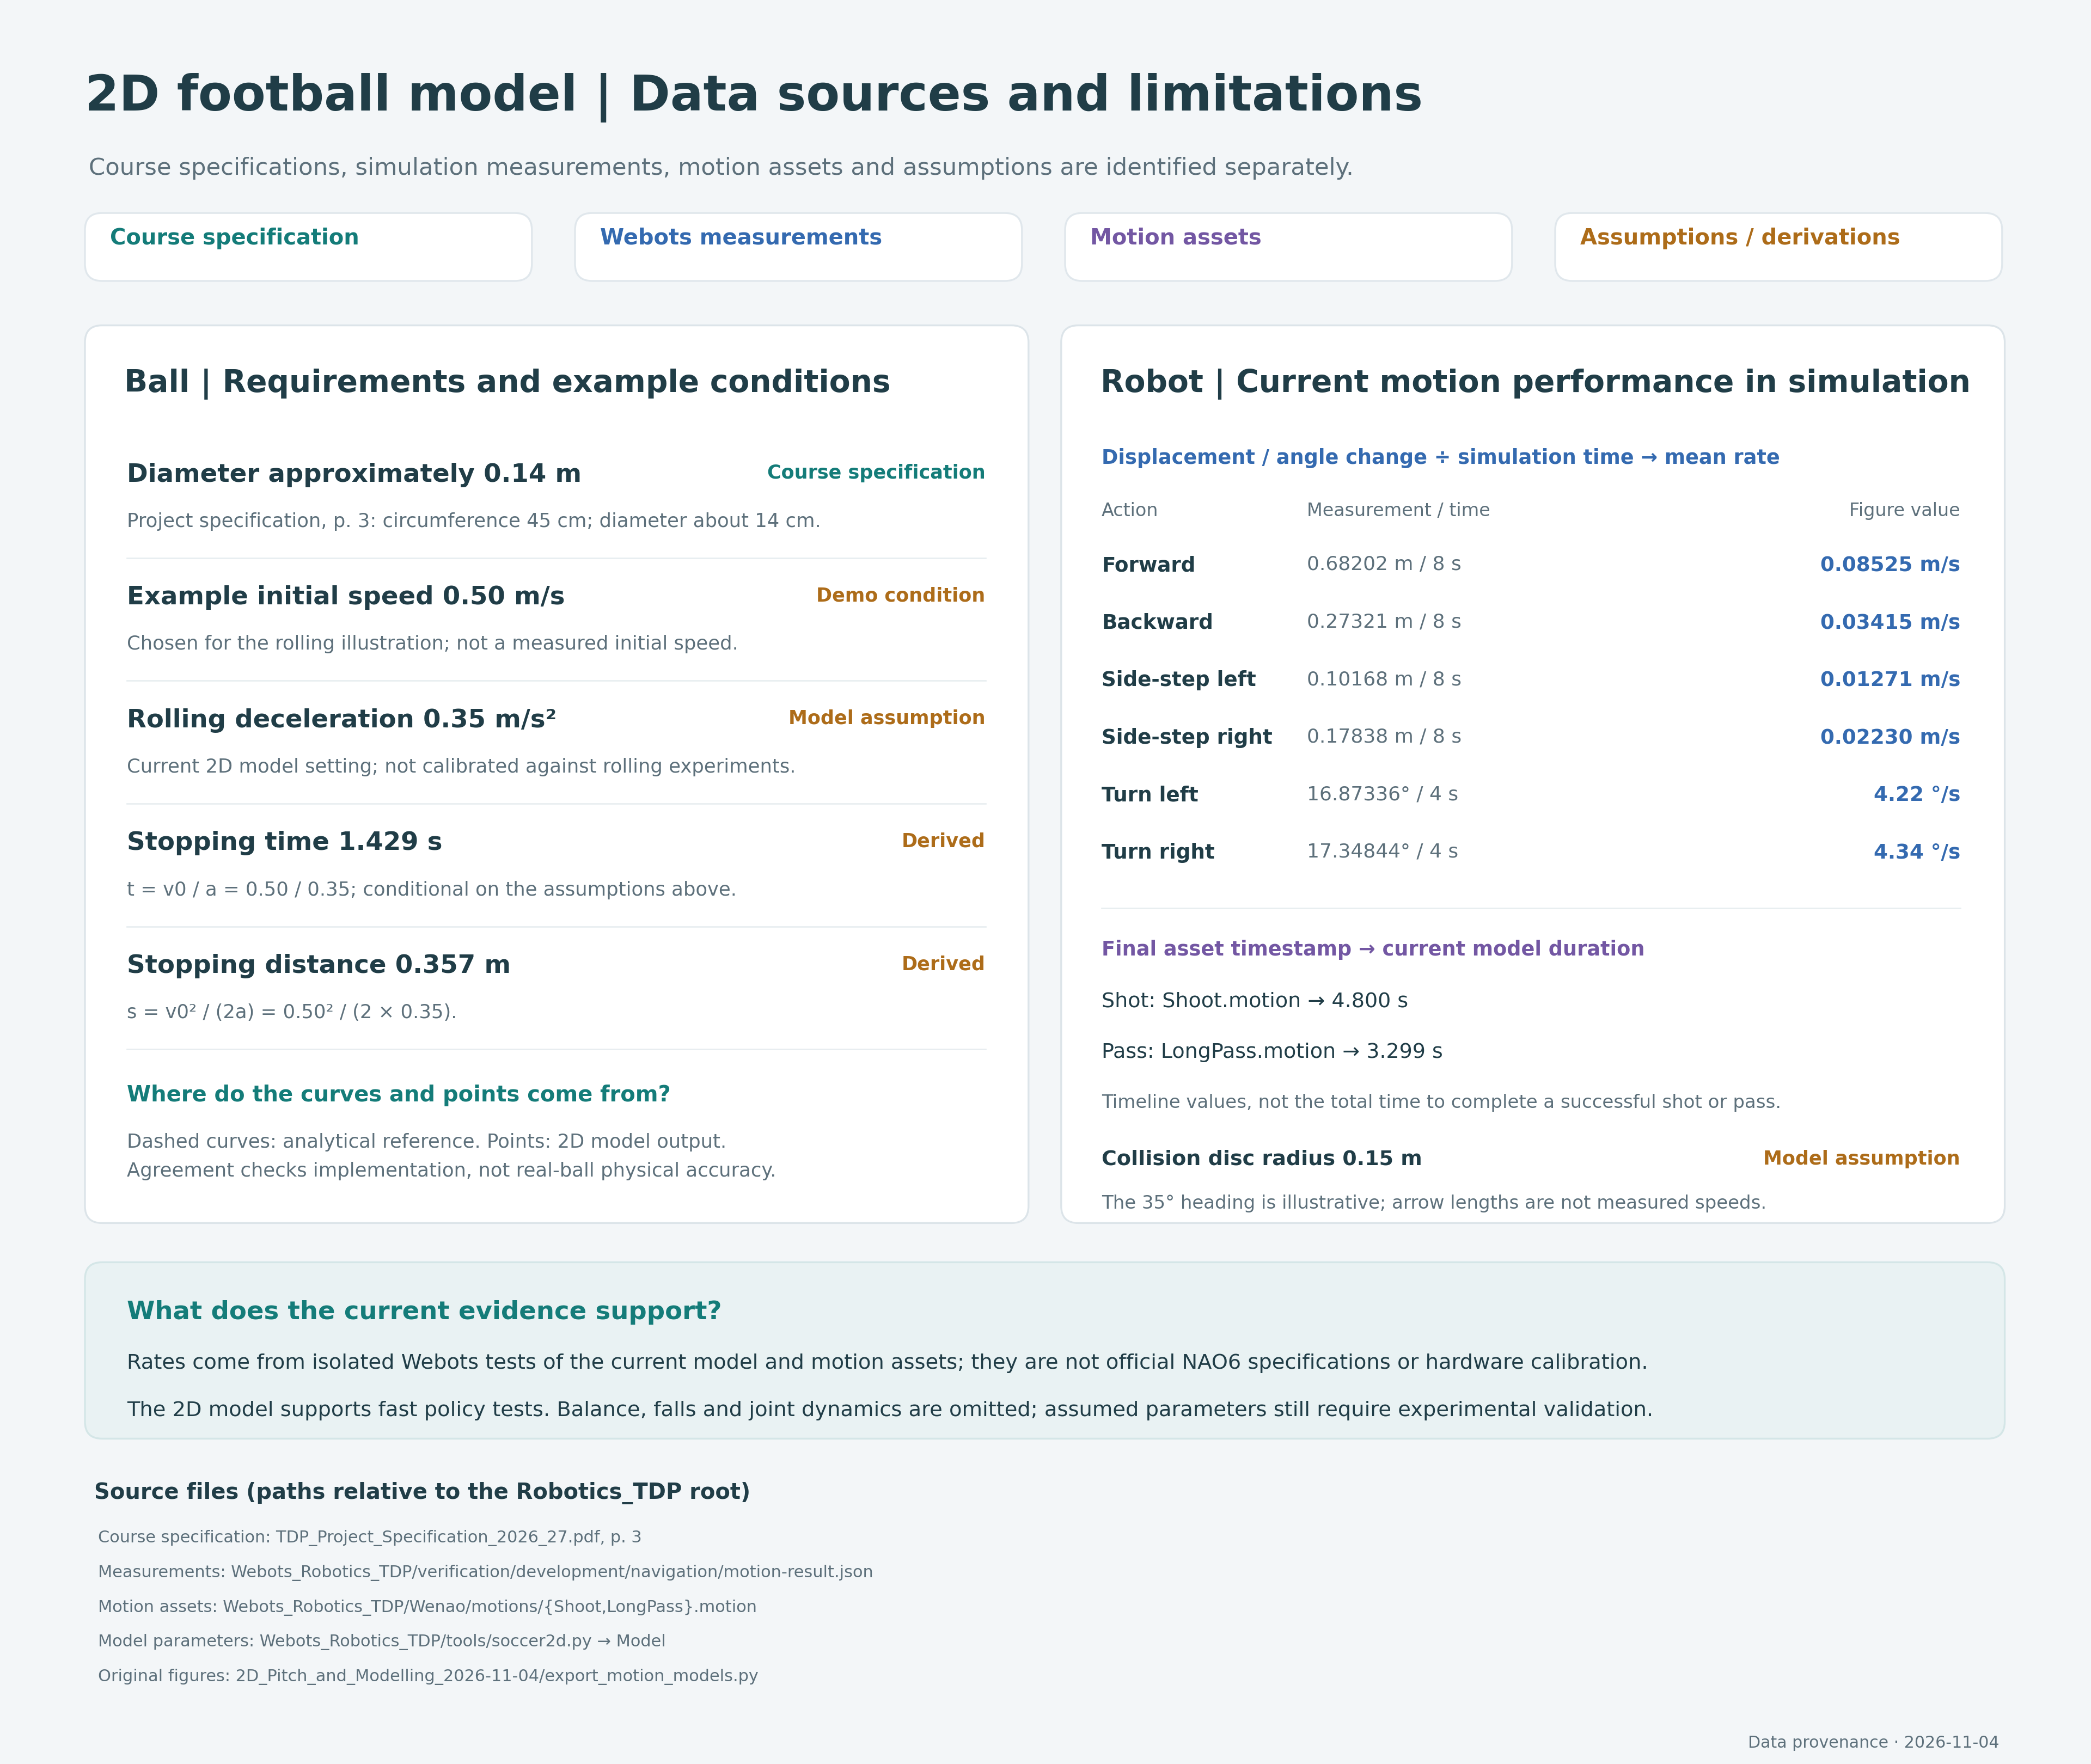 2D football model | Data sources and limitations
Course specifications, simulation measurements, motion assets and assumptions are identified separately.
Course specification
Webots measurements
Motion assets
Assumptions / derivations
Ball | Requirements and example conditions
Diameter approximately 0.14 m
Course specification
Project specification, p. 3: circumference 45 cm; diameter about 14 cm.
Example initial speed 0.50 m/s
Demo condition
Chosen for the rolling illustration; not a measured initial speed.
Rolling deceleration 0.35 m/s²
Model assumption
Current 2D model setting; not calibrated against rolling experiments.
Stopping time 1.429 s
Derived
t = v0 / a = 0.50 / 0.35; conditional on the assumptions above.
Stopping distance 0.357 m
Derived
s = v0² / (2a) = 0.50² / (2 × 0.35).
Where do the curves and points come from?
Dashed curves: analytical reference. Points: 2D model output.
Agreement checks implementation, not real-ball physical accuracy.
Robot | Current motion performance in simulation
Displacement / angle change ÷ simulation time → mean rate
Action Measurement / time Figure value
Forward 0.68202 m / 8 s 0.08525 m/s
Backward 0.27321 m / 8 s 0.03415 m/s
Side-step left 0.10168 m / 8 s 0.01271 m/s
Side-step right 0.17838 m / 8 s 0.02230 m/s
Turn left 16.87336° / 4 s 4.22 °/s
Turn right 17.34844° / 4 s 4.34 °/s
Final asset timestamp → current model duration
Shot: Shoot.motion → 4.800 s
Pass: LongPass.motion → 3.299 s
Timeline values, not the total time to complete a successful shot or pass.
Collision disc radius 0.15 m
Model assumption
The 35° heading is illustrative; arrow lengths are not measured speeds.
What does the current evidence support?
Rates come from isolated Webots tests of the current model and motion assets; they are not official NAO6 specifications or hardware calibration.
The 2D model supports fast policy tests. Balance, falls and joint dynamics are omitted; assumed parameters still require experimental validation.
Source files (paths relative to the Robotics_TDP root)
Course specification: TDP_Project_Specification_2026_27.pdf, p. 3
Measurements: Webots_Robotics_TDP/verification/development/navigation/motion-result.json
Motion assets: Webots_Robotics_TDP/Wenao/motions/{Shoot,LongPass}.motion
Model parameters: Webots_Robotics_TDP/tools/soccer2d.py → Model
Original figures: 2D_Pitch_and_Modelling_2026-11-04/export_motion_models.py
Data provenance · 2026-11-04